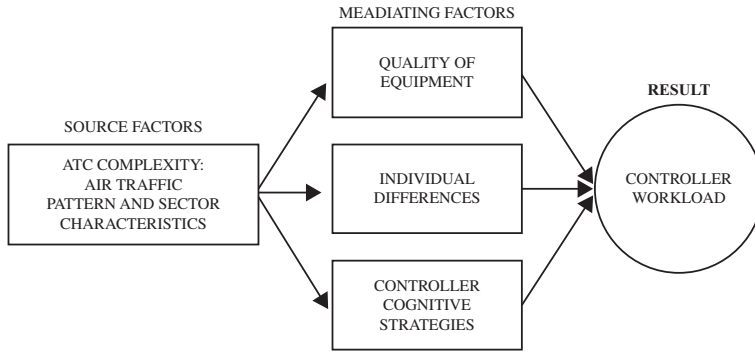 MEADIATING FACTORS
QUALITY OF
EQUIPMENT
RESULT
SOURCE FACTORS
ATC COMPLEXITY:
AIR TRAFFIC
PATTERN AND SECTOR
CHARACTERISTICS
INDIVIDUAL
DIFFERENCES
CONTROLLER
WORKLOAD
CONTROLLER
COGNITIVE
STRATEGIES